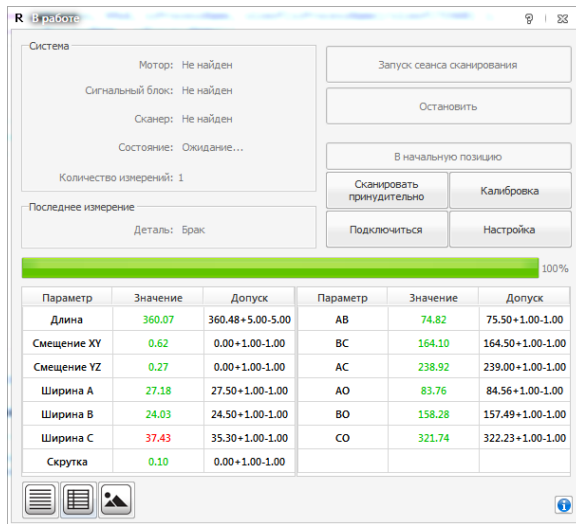 R В работе
Система
Мотор: Не найден
Сигнальный блок: Не найден
Сканер: Не найден
Состояние: Ожидание...
Количество измерений: 1
Последнее измерение
Деталь: Брак
Запуск сеанса сканирования
Остановить
В начальную позицию
Сканировать принудительно
Калибровка
Подключиться
Настройка
100%
Параметр Значение Допуск Параметр Значение Допуск
Длина 360.07 360.48+5.00-5.00 AB 74.82 75.50+1.00-1.00
Смещение XY 0.62 0.00+1.00-1.00 BC 164.10 164.50+1.00-1.00
Смещение YZ 0.27 0.00+1.00-1.00 AC 238.92 239.00+1.00-1.00
Ширина A 27.18 27.50+1.00-1.00 AO 83.76 84.56+1.00-1.00
Ширина B 24.03 24.50+1.00-1.00 BO 158.28 157.49+1.00-1.00
Ширина C 37.43 35.30+1.00-1.00 CO 321.74 322.23+1.00-1.00
Скрутка 0.10 0.00+1.00-1.00